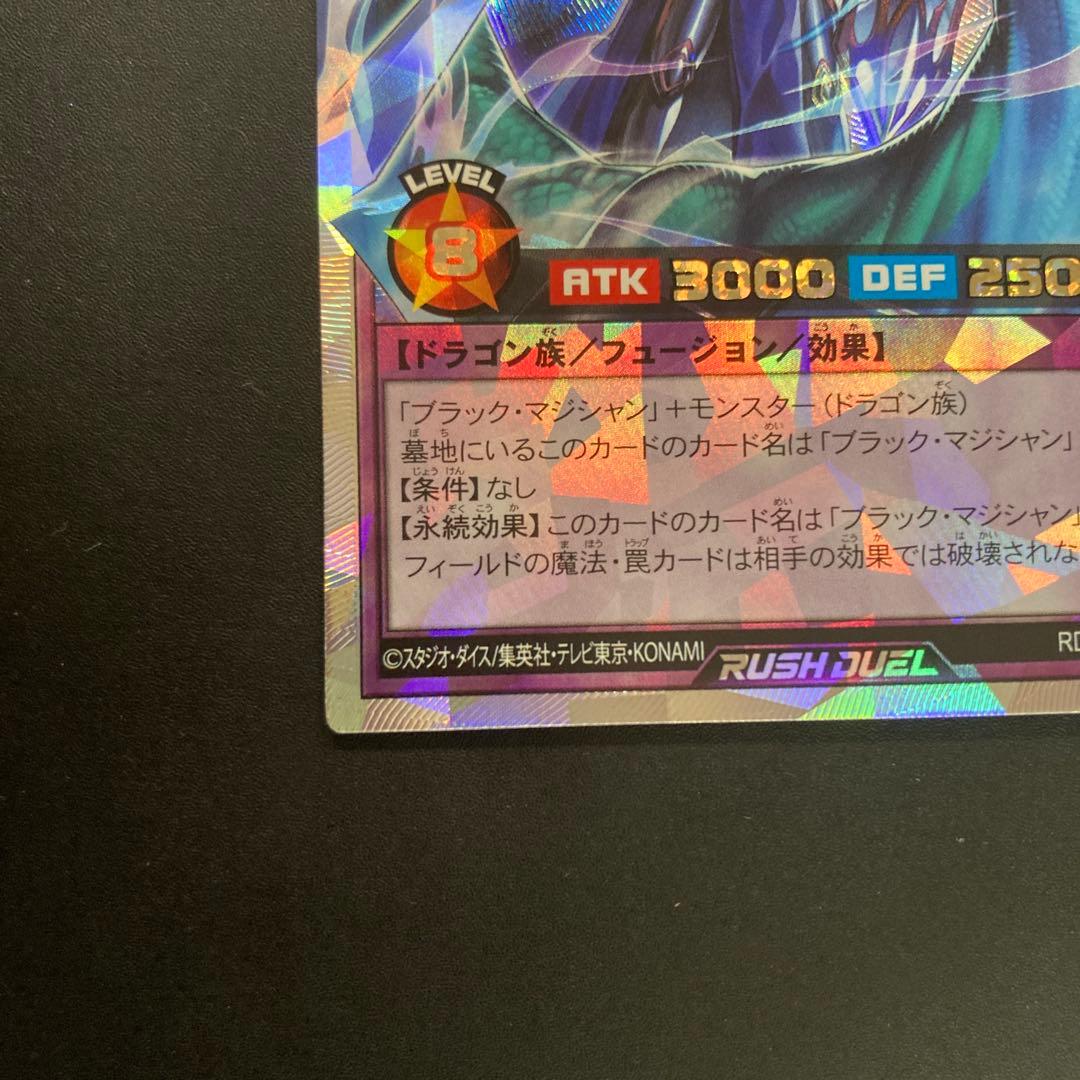 LEVEL
8
ATK 3000 DEF 250
【ドラゴン族/フュージョン/効果】
「ブラック・マジシャン」+モンスター(ドラゴン族)
墓地にいるこのカードのカード名は「ブラック・マジシャン」
【条件】なし
【永続効果】このカードのカード名は「ブラック・マジシャン」
フィールドの魔法・罠カードは相手の効果では破壊されな
©スタジオ・ダイス/集英社・テレビ東京・KONAMI
RUSH DUEL
RD